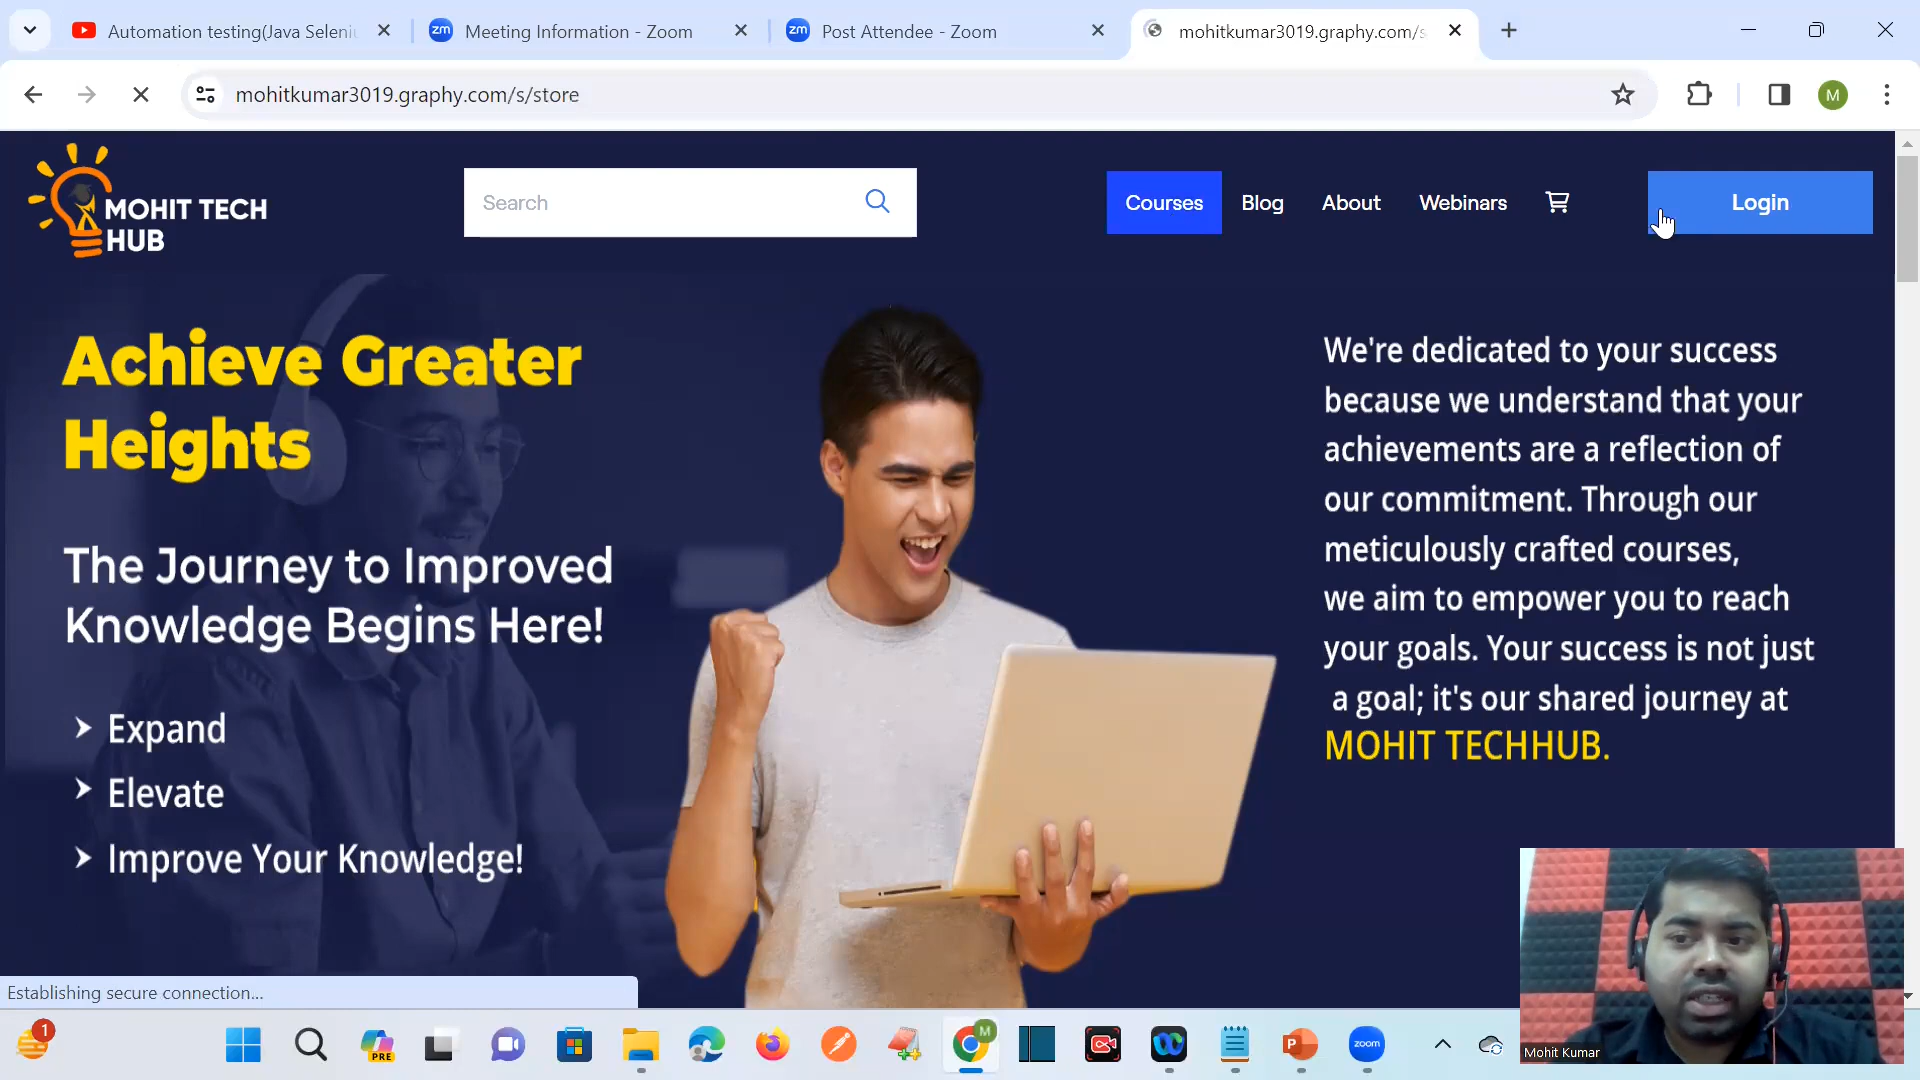 Automation testing(Java Seleni
Meeting Information - Zoom
Post Attendee - Zoom
mohitkumar3019.graphy.com/s
mohitkumar3019.graphy.com/s/store
M
MOHIT TECH
HUB
Search
Courses
Blog
About
Webinars
Login
Achieve Greater
Heights
The Journey to Improved
Knowledge Begins Here!
Expand
Elevate
Improve Your Knowledge!
We're dedicated to your success
because we understand that your
achievements are a reflection of
our commitment. Through our
meticulously crafted courses,
we aim to empower you to reach
your goals. Your success is not just
a goal; it's our shared journey at
MOHIT TECHHUB.
Establishing secure connection...
1
PRE
M
P
zoom
Mohit Kumar